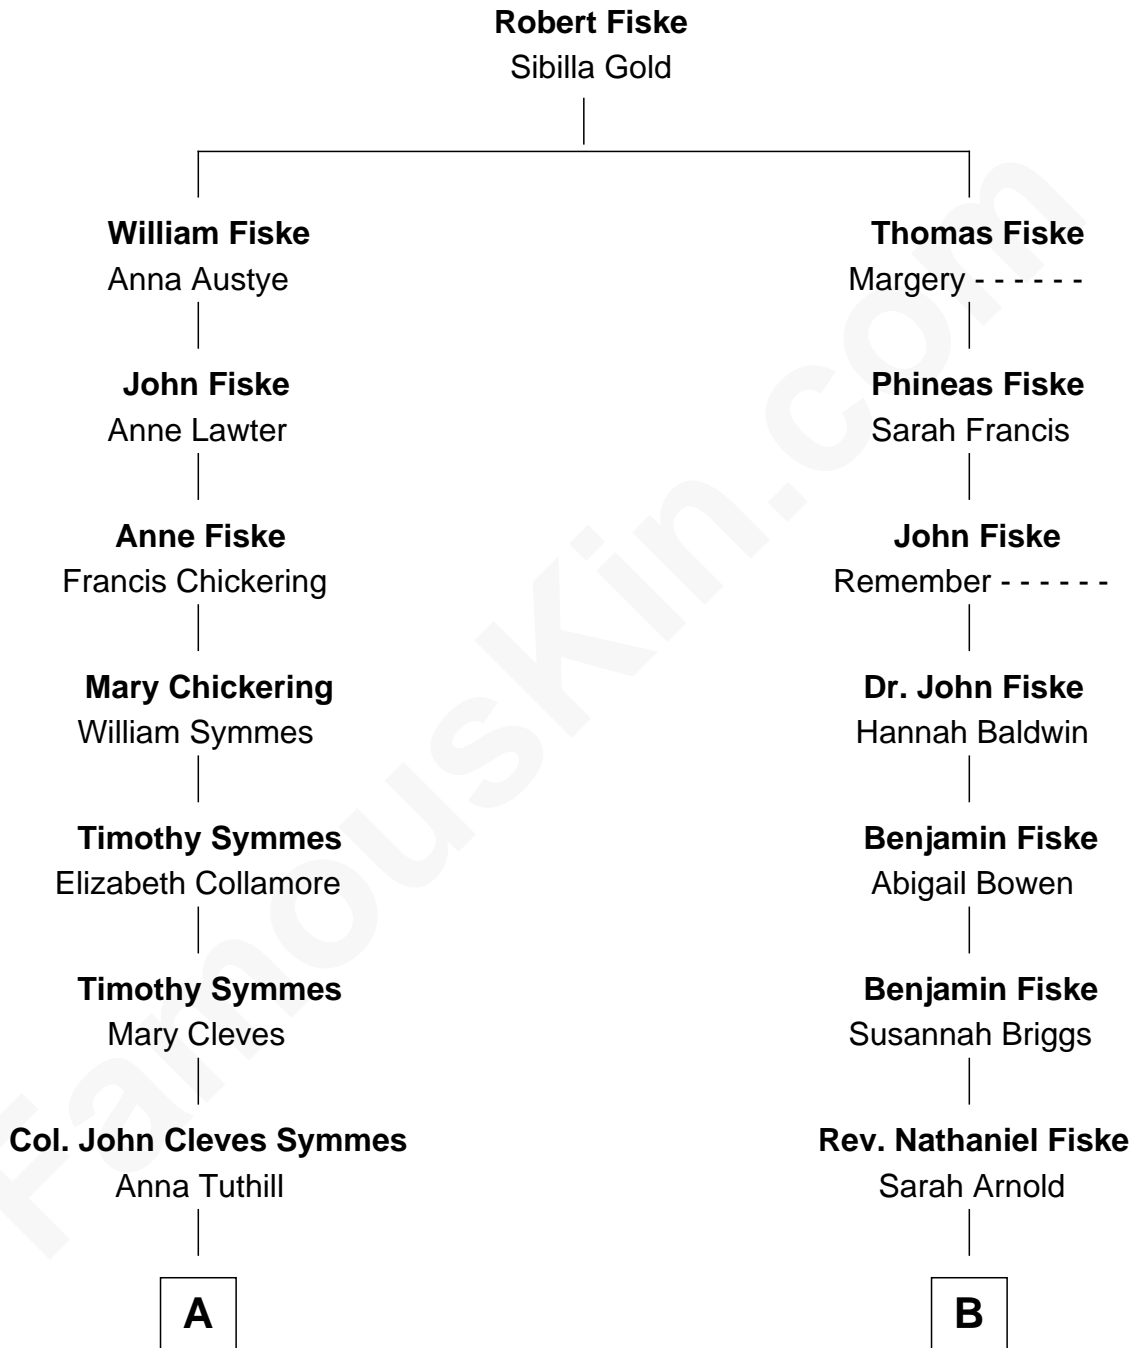 Robert Fiske
Sibilla Gold
William Fiske
Anna Austye
Thomas Fiske
Margery - - - - - -
John Fiske
Anne Lawter
Phineas Fiske
Sarah Francis
Anne Fiske
Francis Chickering
John Fiske
Remember - - - - - -
Mary Chickering
William Symmes
Dr. John Fiske
Hannah Baldwin
Timothy Symmes
Elizabeth Collamore
Benjamin Fiske
Abigail Bowen
Timothy Symmes
Mary Cleves
Benjamin Fiske
Susannah Briggs
Col. John Cleves Symmes
Anna Tuthill
Rev. Nathaniel Fiske
Sarah Arnold
A
B
FamousKin.com